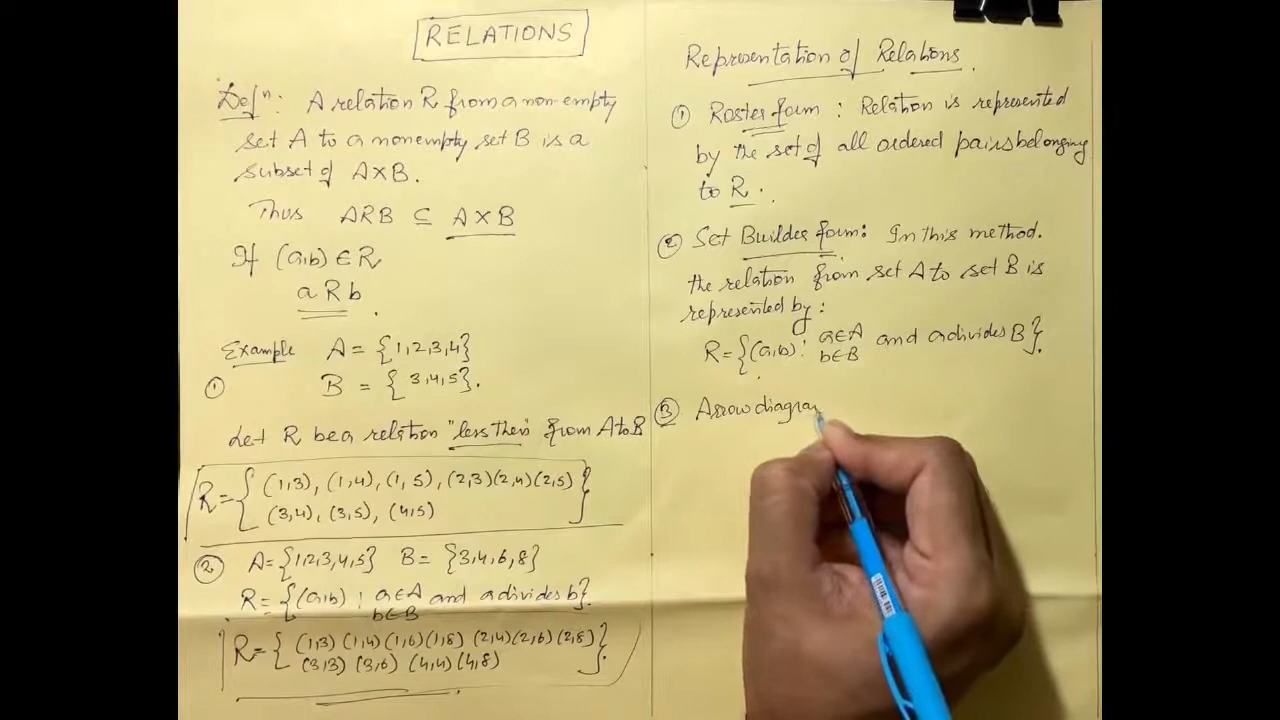 RELATIONS
Defⁿ: A relation R from a non-empty
set A to a nonempty set B is a
subset of A×B.
Thus ARB ⊆ A×B
If (a,b) ∈ R
a R b.
Example A = {1,2,3,4}
① B = {3,4,5}.
Let R be a relation "less then" from A to B
R = { (1,3), (1,4), (1,5), (2,3) (2,4) (2,5)
(3,4), (3,5), (4,5) }
② A = {1,2,3,4,5} B = {3,4,6,8}
R = {(a,b) : a∈A and a divides b}.
b∈B
R = { (1,3) (1,4) (1,6) (1,8) (2,4) (2,6) (2,8)
(3,3) (3,6) (4,4) (4,8) }.
Representation of Relations.
① Roster form : Relation is represented
by the set of all ordered pairs belonging
to R.
② Set Builder form: In this method.
the relation from set A to set B is
represented by :
R = {(a,b) : a∈A and a divides B}.
b∈B
③ Arrow diagram